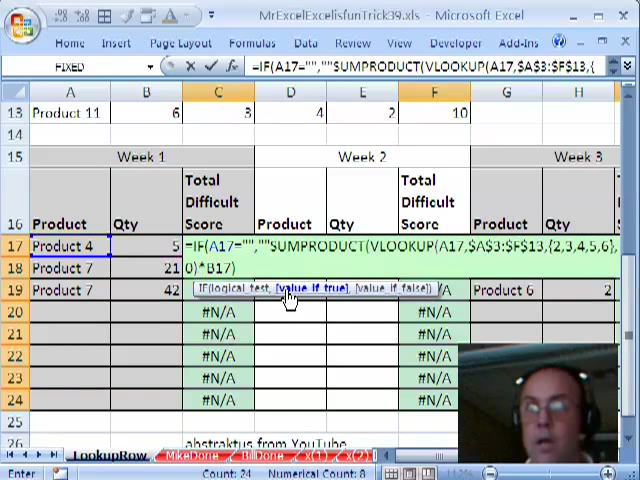 MrExcelExcelisfunTrick39.xls - Microsoft Excel
Home Insert Page Layout Formulas Data Review View Developer Add-Ins
FIXED =IF(A17="",""SUMPRODUCT(VLOOKUP(A17,$A$3:$F$13,{
A B C D E F G H
13 Product 11 6 3 4 2 10
14
15 Week 1 Week 2 Week 3
Total Total
Difficult Difficult
16 Product Qty Score Product Qty Score Product Qty
17 Product 4 5 =IF(A17="",""SUMPRODUCT(VLOOKUP(A17,$A$3:$F$13,{2,3,4,5,6},
18 Product 7 21 0)*B17)
19 Product 7 42 #N/A Product 6 2
IF(logical_test, [value_if_true], [value_if_false])
20 #N/A #N/A
21 #N/A #N/A
22 #N/A #N/A
23 #N/A #N/A
24 #N/A #N/A
25
26 abstraktus from YouTube
LookupRow MikeDone BillDone x(1) x(2)
Enter Count: 24 Numerical Count: 8 112%